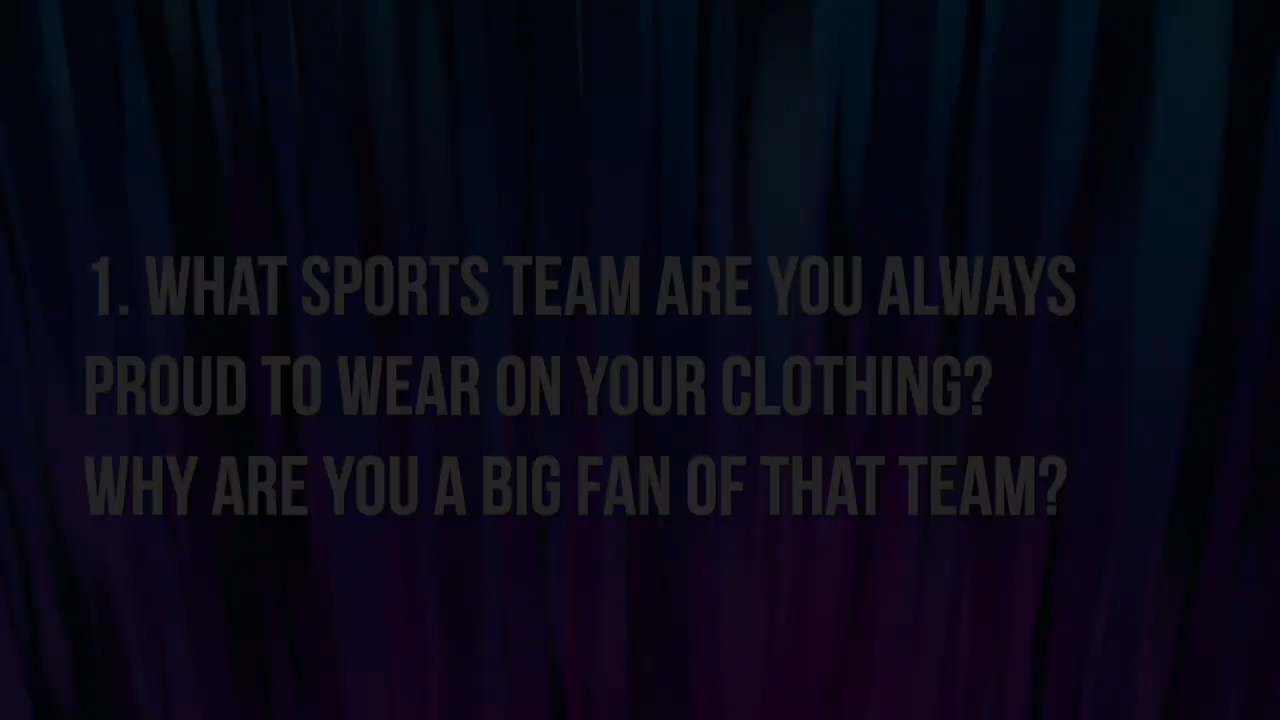 1. WHAT SPORTS TEAM ARE YOU ALWAYS
PROUD TO WEAR ON YOUR CLOTHING?
WHY ARE YOU A BIG FAN OF THAT TEAM?